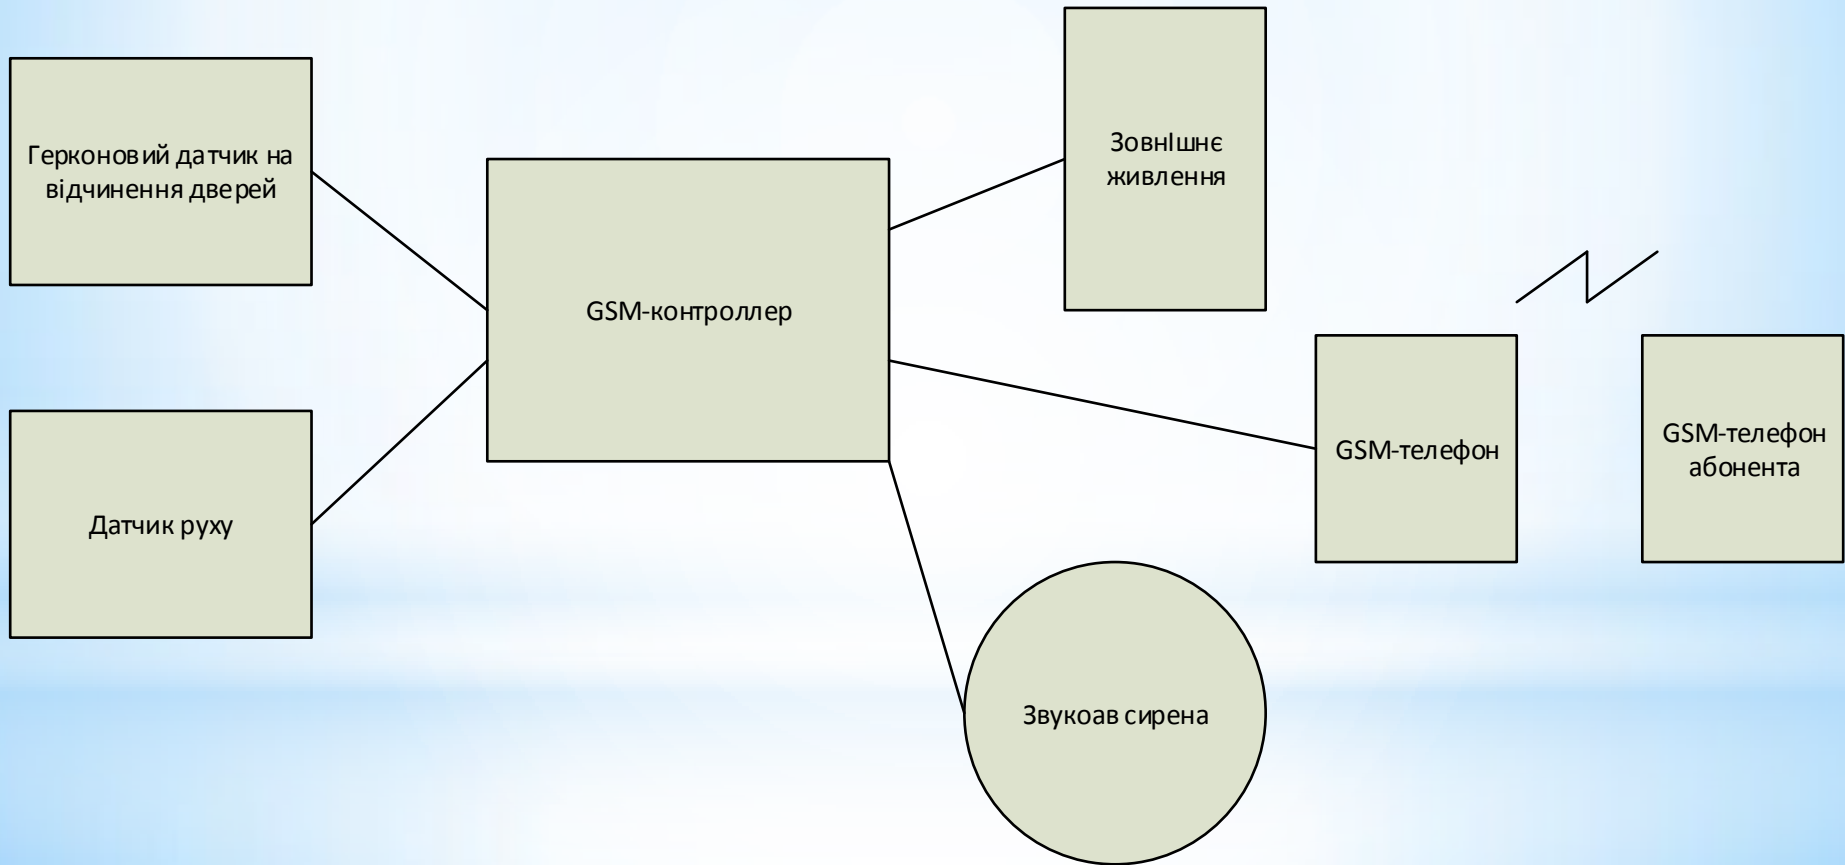 Герконовий датчик на
відчинення дверей
Датчик руху
GSM-контроллер
Зовнішнє
живлення
GSM-телефон
GSM-телефон
абонента
Звукоав сирена